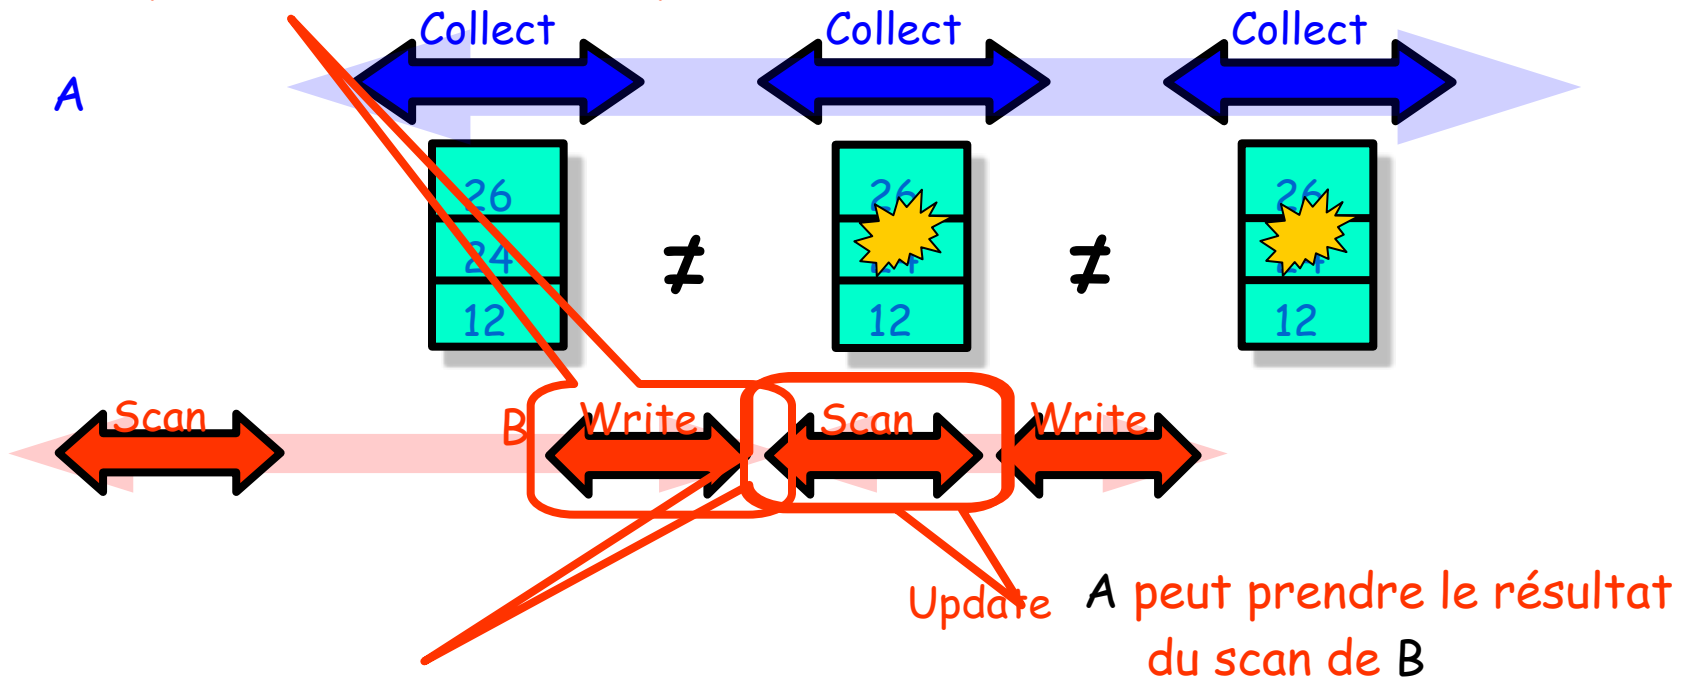 Collect Collect Collect
A
26 26 26
24
≠ ≠
12 12 12
Scan B Write Scan Write
Update
A peut prendre le résultat
du scan de B